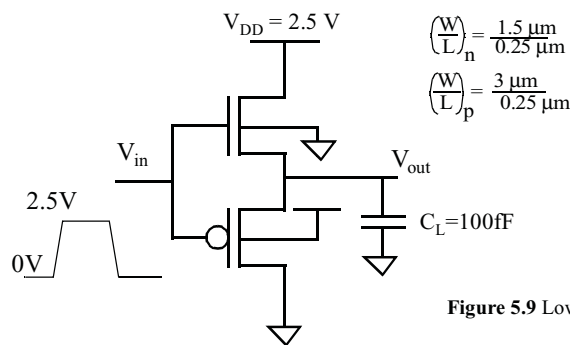 V_DD = 2.5 V
(W/L)_n = 1.5 µm / 0.25 µm
(W/L)_p = 3 µm / 0.25 µm
V_in
V_out
2.5V
0V
C_L=100fF
Figure 5.9 Low